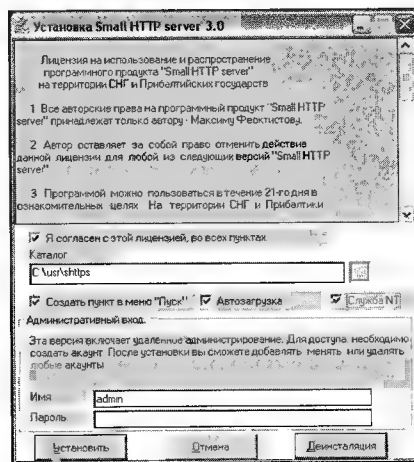 Установка Small HTTP server 3.0
Лицензия на использование и распространение
програмного продукта "Small HTTP server"
на территории СНГ и Прибалтийских государств
1 Все авторские права на программный продукт "Small HTTP
server" принадлежат только автору - Максиму Феоктистову.
2 Автор оставляет за собой право отменить действие
данной лицензии для любой из следующих версий "Small HTTP
server"
3 Программой можно пользоваться в течение 21-го дня в
ознакомительных целях На территории СНГ и Прибалтики
Я согласен с этой лицензией, во всех пунктах
Каталог
C \usr\shttps
Создать пункт в меню "Пуск"
Автозагрузка
Служба NT
Административный вход.
Эта версия включает удаленное администрирование. Для доступа необходимо
создать акаунт После установки вы сможете добавлять менять или удалять
любые акаунты
Имя
admin
Пароль
Установить
Отмена
Деинсталяция